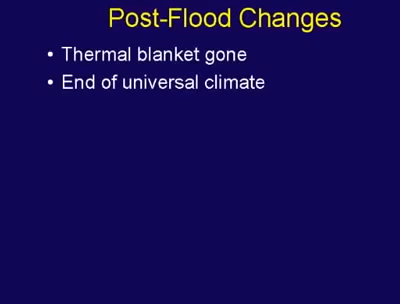 Post-Flood Changes
• Thermal blanket gone
• End of universal climate